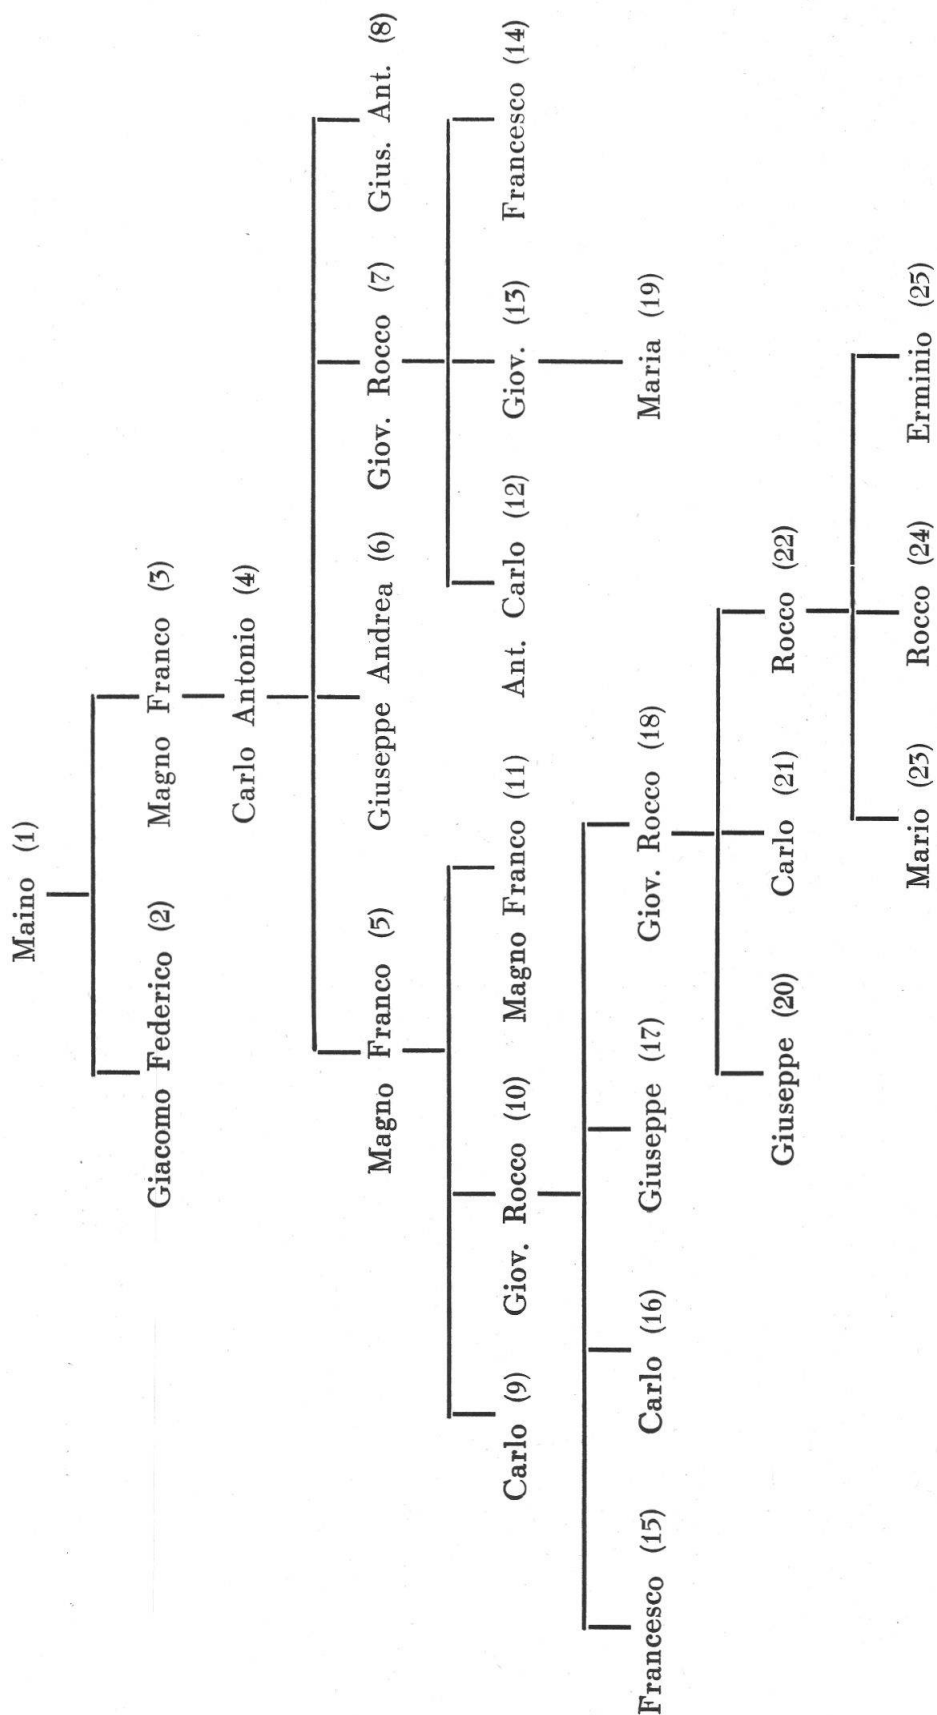 Maino (1)
Giacomo Federico (2) Magno Franco (3)
Carlo Antonio (4)
Magno Franco (5) Giuseppe Andrea (6) Giov. Rocco (7) Gius. Ant. (8)
Carlo (9) Giov. Rocco (10) Magno Franco (11) Ant. Carlo (12) Giov. (13) Francesco (14)
Francesco (15) Carlo (16) Giuseppe (17) Giov. Rocco (18) Maria (19)
Giuseppe (20) Carlo (21) Rocco (22)
Mario (23) Rocco (24) Erminio (25)